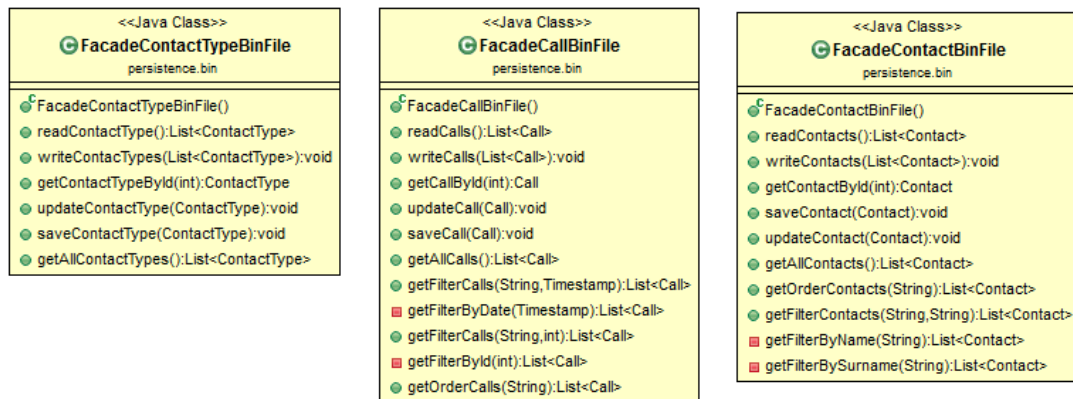 <<Java Class>>
FacadeContactTypeBinFile
persistence.bin
FacadeContactTypeBinFile()
readContactType():List<ContactType>
writeContacTypes(List<ContactType>):void
getContactTypeById(int):ContactType
updateContactType(ContactType):void
saveContactType(ContactType):void
getAllContactTypes():List<ContactType>
<<Java Class>>
FacadeCallBinFile
persistence.bin
FacadeCallBinFile()
readCalls():List<Call>
writeCalls(List<Call>):void
getCallById(int):Call
updateCall(Call):void
saveCall(Call):void
getAllCalls():List<Call>
getFilterCalls(String,Timestamp):List<Call>
getFilterByDate(Timestamp):List<Call>
getFilterCalls(String,int):List<Call>
getFilterById(int):List<Call>
getOrderCalls(String):List<Call>
<<Java Class>>
FacadeContactBinFile
persistence.bin
FacadeContactBinFile()
readContacts():List<Contact>
writeContacts(List<Contact>):void
getContactById(int):Contact
saveContact(Contact):void
updateContact(Contact):void
getAllContacts():List<Contact>
getOrderContacts(String):List<Contact>
getFilterContacts(String,String):List<Contact>
getFilterByName(String):List<Contact>
getFilterBySurname(String):List<Contact>